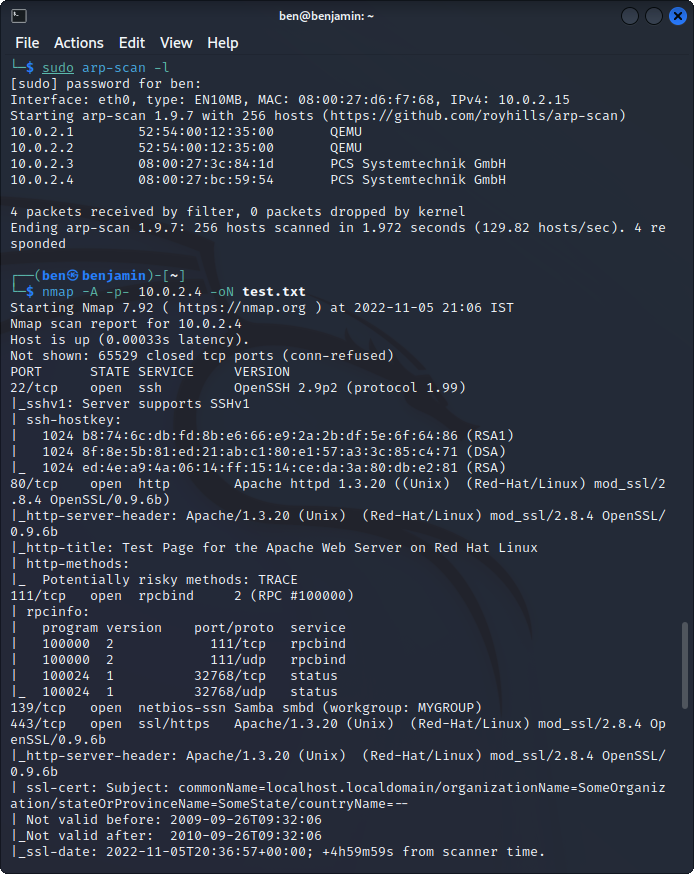 ben@benjamin: ~
File Actions Edit View Help
└─$ sudo arp-scan -l
[sudo] password for ben:
Interface: eth0, type: EN10MB, MAC: 08:00:27:d6:f7:68, IPv4: 10.0.2.15
Starting arp-scan 1.9.7 with 256 hosts (https://github.com/royhills/arp-scan)
10.0.2.1        52:54:00:12:35:00       QEMU
10.0.2.2        52:54:00:12:35:00       QEMU
10.0.2.3        08:00:27:3c:84:1d       PCS Systemtechnik GmbH
10.0.2.4        08:00:27:bc:59:54       PCS Systemtechnik GmbH
4 packets received by filter, 0 packets dropped by kernel
Ending arp-scan 1.9.7: 256 hosts scanned in 1.972 seconds (129.82 hosts/sec). 4 re
sponded
┌──(ben㉿benjamin)-[~]
└─$ nmap -A -p- 10.0.2.4 -oN test.txt
Starting Nmap 7.92 ( https://nmap.org ) at 2022-11-05 21:06 IST
Nmap scan report for 10.0.2.4
Host is up (0.00033s latency).
Not shown: 65529 closed tcp ports (conn-refused)
PORT      STATE SERVICE     VERSION
22/tcp    open  ssh         OpenSSH 2.9p2 (protocol 1.99)
|_sshv1: Server supports SSHv1
| ssh-hostkey:
|   1024 b8:74:6c:db:fd:8b:e6:66:e9:2a:2b:df:5e:6f:64:86 (RSA1)
|   1024 8f:8e:5b:81:ed:21:ab:c1:80:e1:57:a3:3c:85:c4:71 (DSA)
|_  1024 ed:4e:a9:4a:06:14:ff:15:14:ce:da:3a:80:db:e2:81 (RSA)
80/tcp    open  http        Apache httpd 1.3.20 ((Unix)  (Red-Hat/Linux) mod_ssl/2
.8.4 OpenSSL/0.9.6b)
|_http-server-header: Apache/1.3.20 (Unix)  (Red-Hat/Linux) mod_ssl/2.8.4 OpenSSL/
0.9.6b
|_http-title: Test Page for the Apache Web Server on Red Hat Linux
| http-methods:
|_  Potentially risky methods: TRACE
111/tcp   open  rpcbind     2 (RPC #100000)
| rpcinfo:
|   program version    port/proto  service
|   100000  2            111/tcp   rpcbind
|   100000  2            111/udp   rpcbind
|   100024  1          32768/tcp   status
|_  100024  1          32768/udp   status
139/tcp   open  netbios-ssn Samba smbd (workgroup: MYGROUP)
443/tcp   open  ssl/https   Apache/1.3.20 (Unix)  (Red-Hat/Linux) mod_ssl/2.8.4 Op
enSSL/0.9.6b
|_http-server-header: Apache/1.3.20 (Unix)  (Red-Hat/Linux) mod_ssl/2.8.4 OpenSSL/
0.9.6b
| ssl-cert: Subject: commonName=localhost.localdomain/organizationName=SomeOrganiz
ation/stateOrProvinceName=SomeState/countryName=--
| Not valid before: 2009-09-26T09:32:06
|_Not valid after:  2010-09-26T09:32:06
|_ssl-date: 2022-11-05T20:36:57+00:00; +4h59m59s from scanner time.